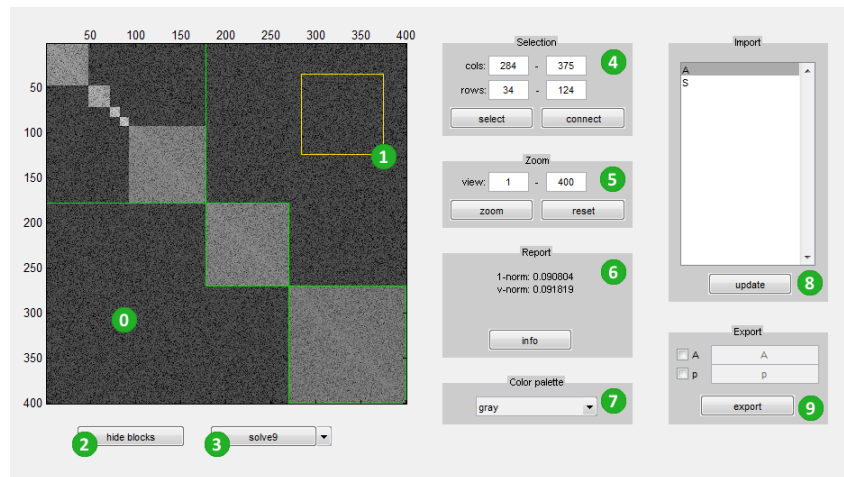 50 100 150 200 250 300 350 400
50
100
150
200
250
300
350
400
0
1
2 hide blocks
3 solve9
Selection
cols: 284 - 375 4
rows: 34 - 124
select connect
Zoom
view: 1 - 400 5
zoom reset
Report
1-norm: 0.090804 6
v-norm: 0.091819
info
Color palette
gray 7
Import
A
S
update 8
Export
A A
p p
export 9